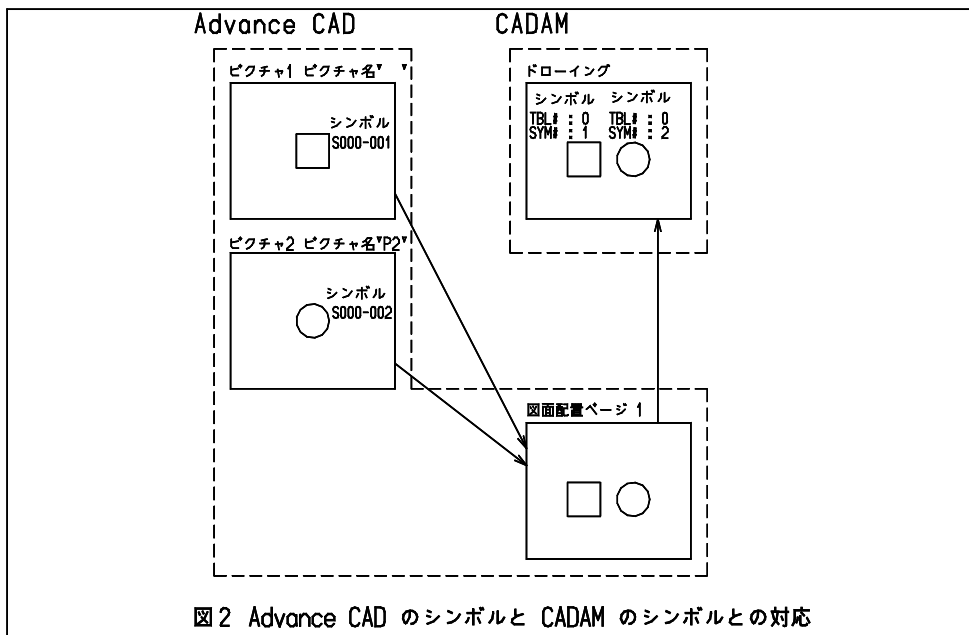 Advance CAD
CADAM
ピクチャ1 ピクチャ名" "
シンボル
S000-001
ピクチャ2 ピクチャ名"P2"
シンボル
S000-002
ドローイング
シンボル シンボル
TBL# : 0 TBL# : 0
SYM# : 1 SYM# : 2
図面配置ページ 1
図2 Advance CAD のシンボルと CADAM のシンボルとの対応